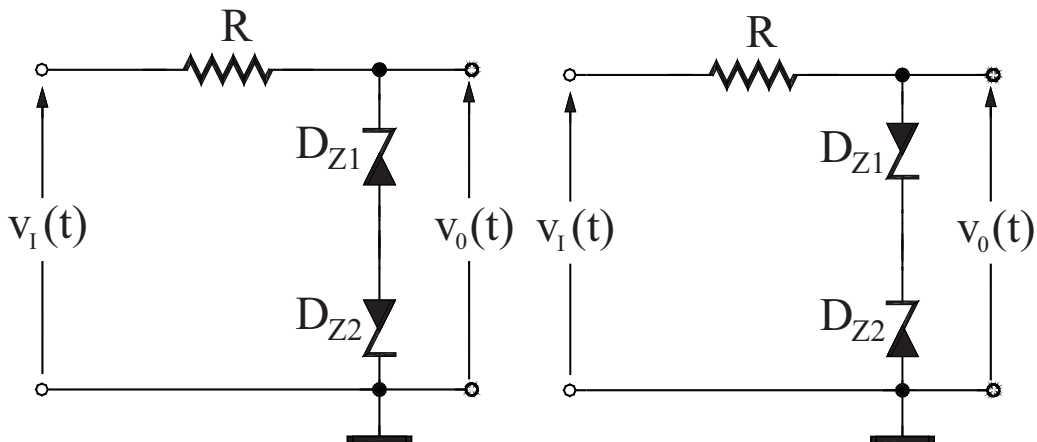 R
D_Z1
v_I(t)
v_0(t)
D_Z2
R
D_Z1
v_I(t)
v_0(t)
D_Z2